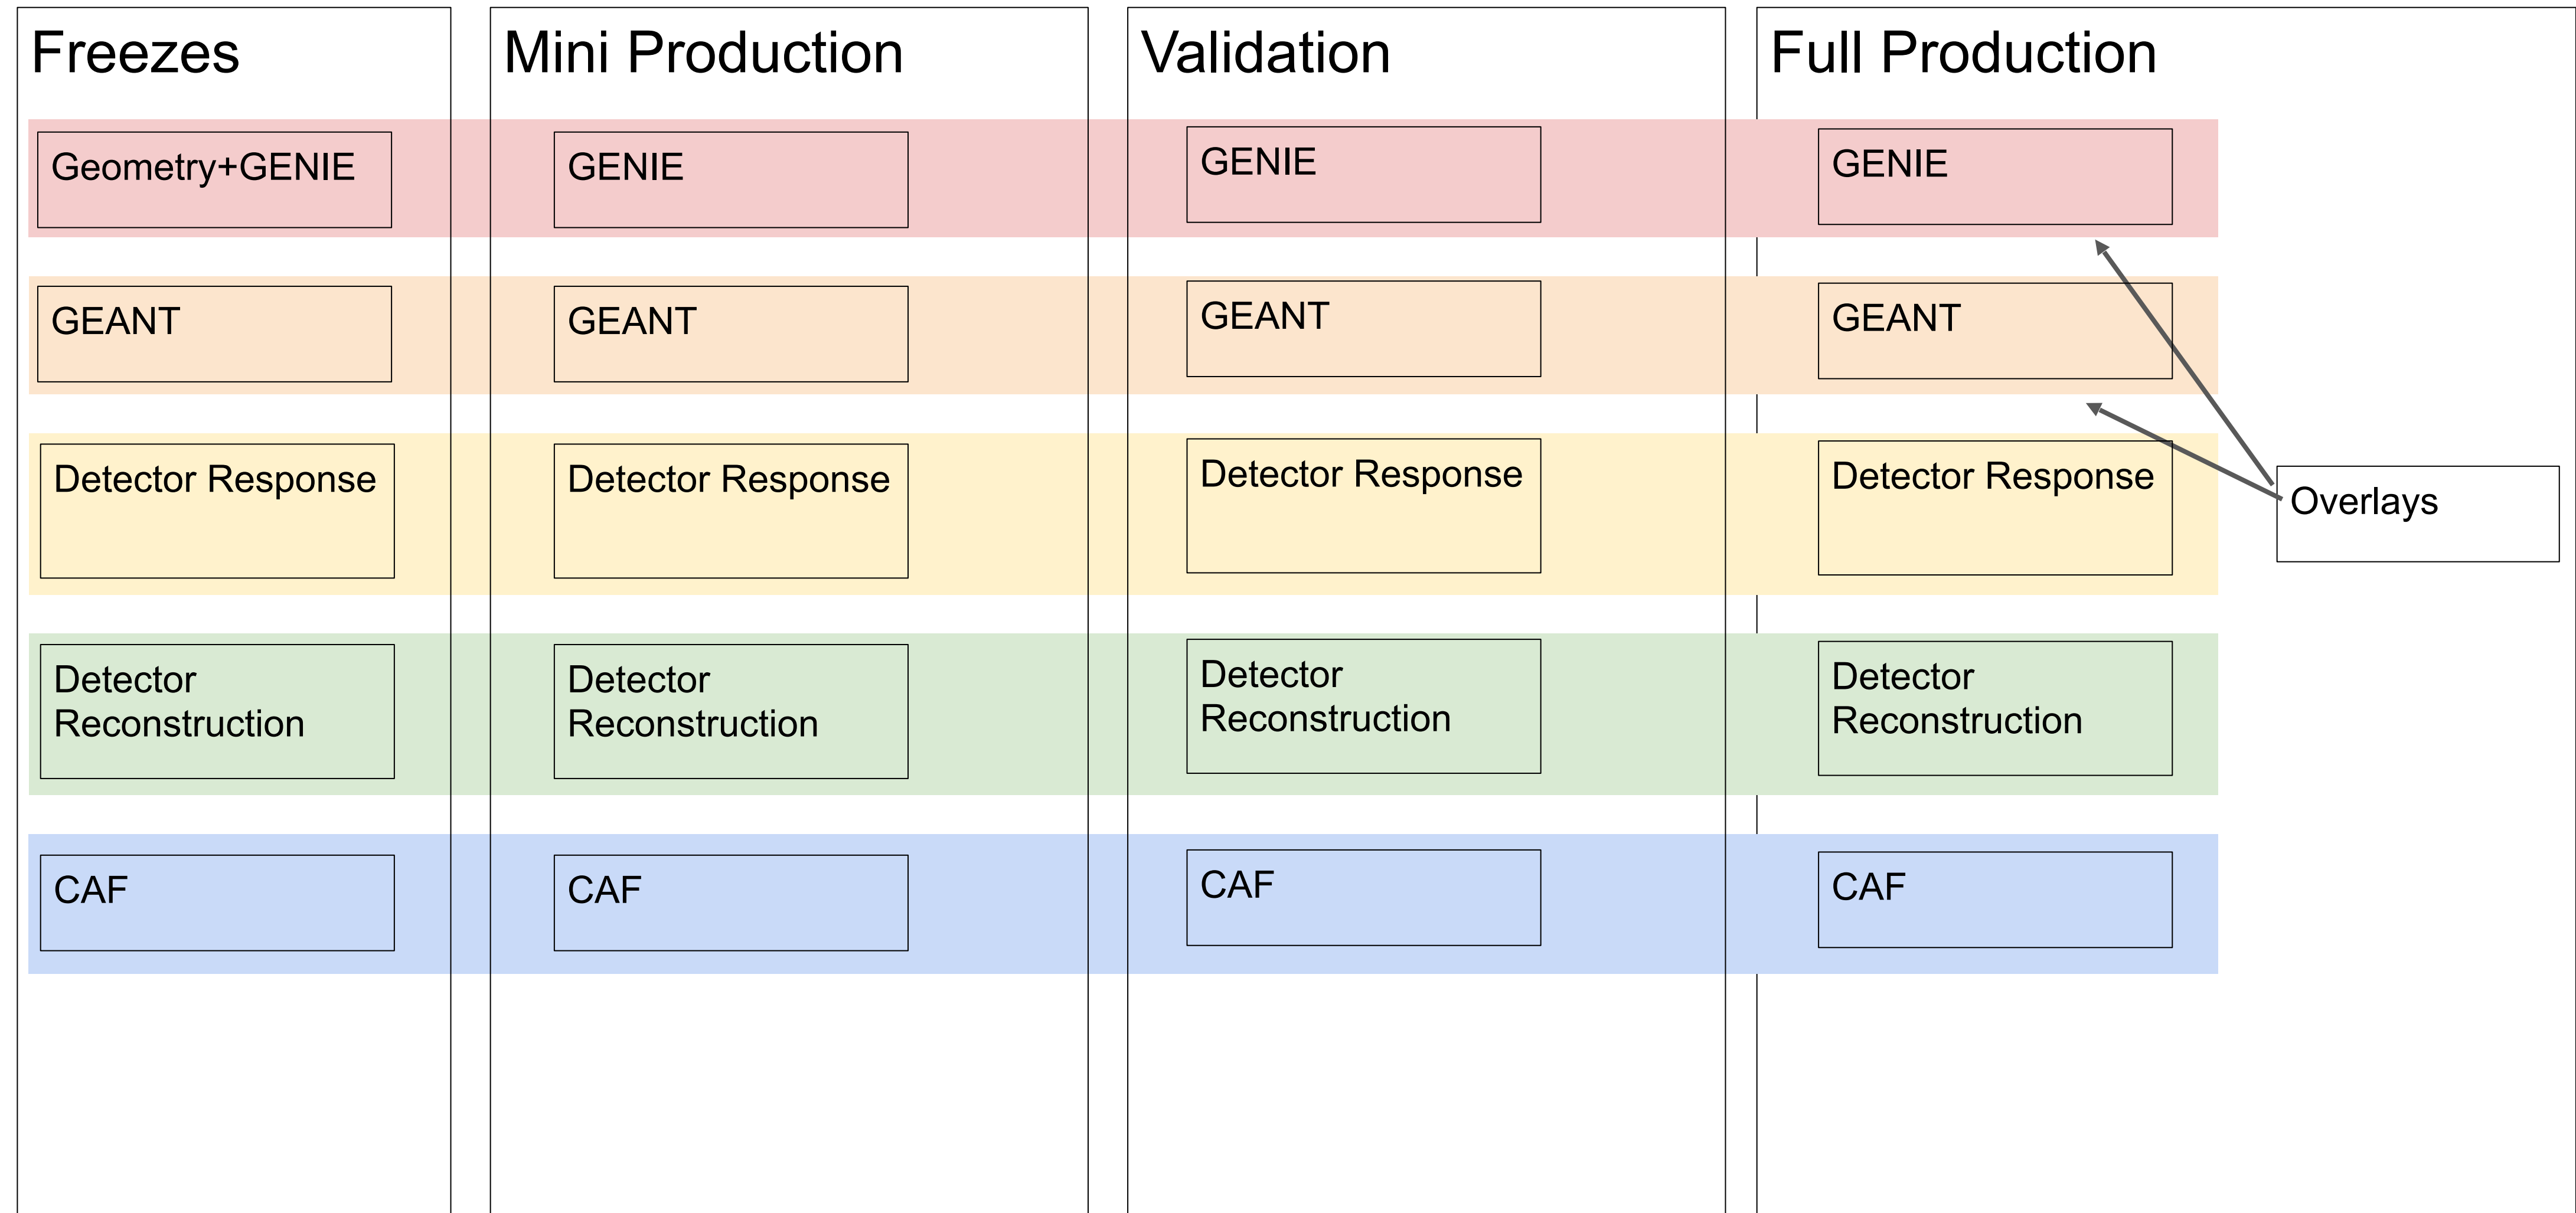 Freezes
Mini Production
Validation
Full Production
Geometry+GENIE
GENIE
GENIE
GENIE
GEANT
GEANT
GEANT
GEANT
Detector Response
Detector Response
Detector Response
Detector Response
Overlays
Detector
Reconstruction
Detector
Reconstruction
Detector
Reconstruction
Detector
Reconstruction
CAF
CAF
CAF
CAF